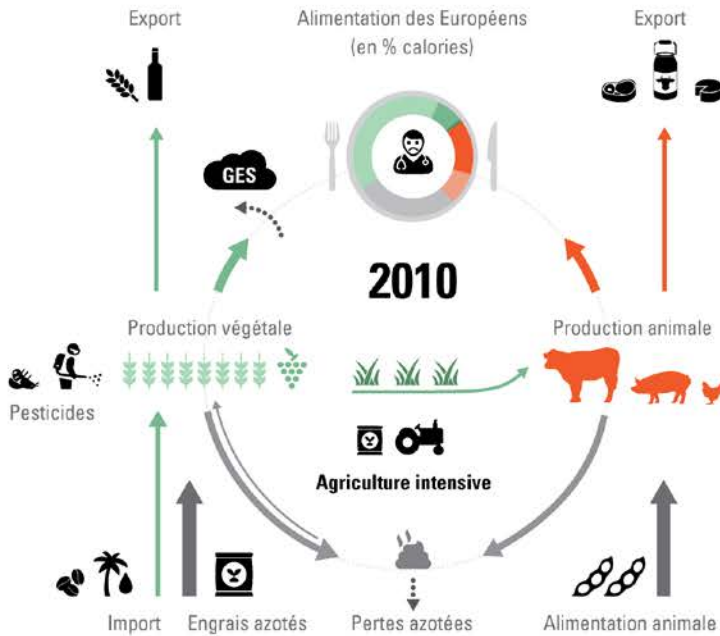 Export
Alimentation des Européens
(en % calories)
Export
GES
2010
Production végétale
Production animale
Pesticides
Agriculture intensive
Import
Engrais azotés
Pertes azotées
Alimentation animale